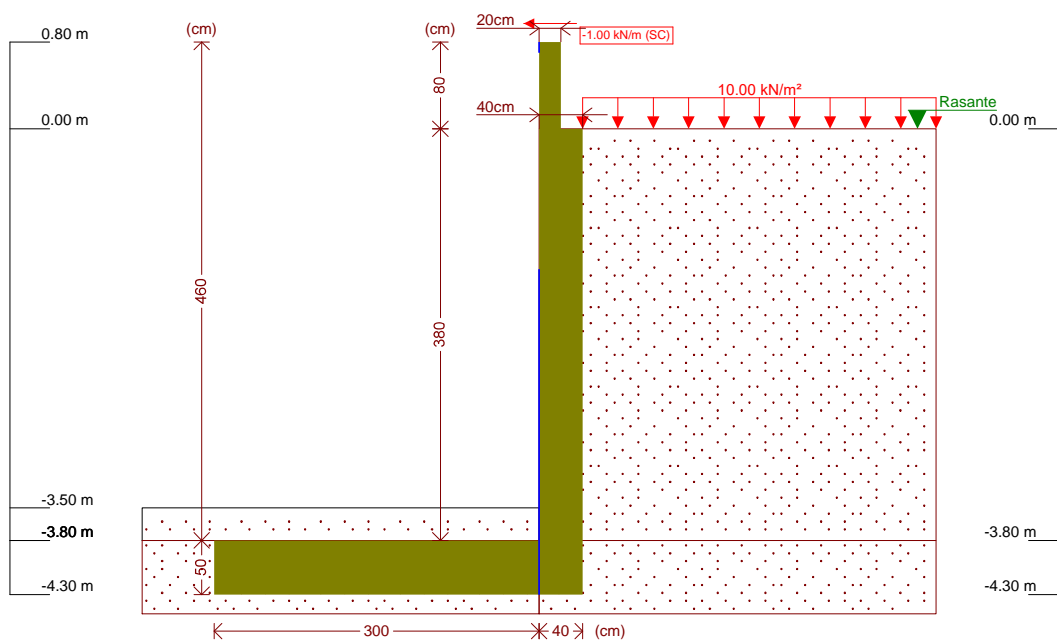 20cm
0.80 m
(cm)
(cm)
-1.00 kN/m (SC)
80
10.00 kN/m²
Rasante
40cm
0.00 m
0.00 m
460
380
-3.50 m
-3.80 m
-3.80 m
50
-4.30 m
-4.30 m
300
40
(cm)